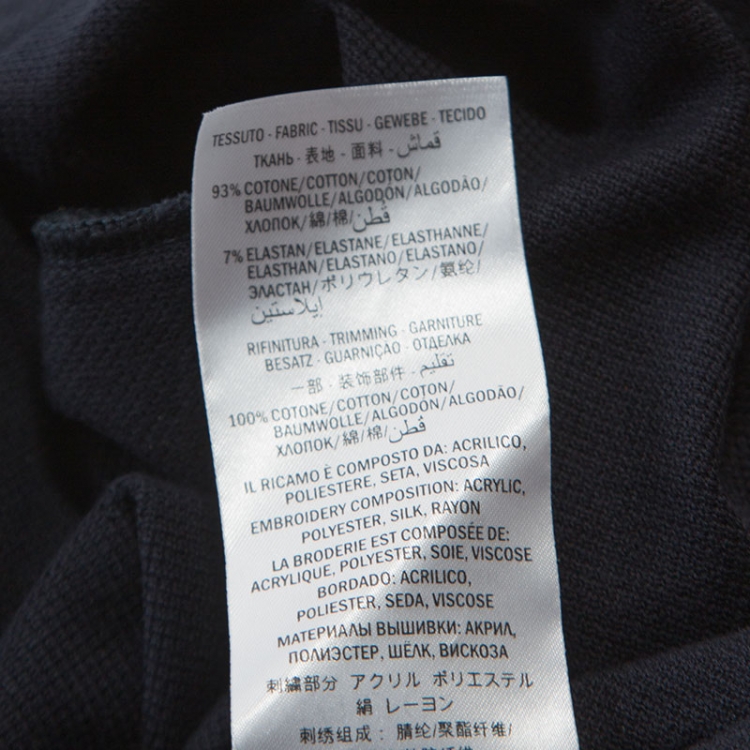 TESSUTO - FABRIC - TISSU - GEWEBE - TECIDO
ТКАНЬ - 表地 - 面料 - قماش
93% COTONE/COTTON/COTON/
BAUMWOLLE/ALGODÓN/ALGODÃO/
ХЛОПОК/綿/棉/قطن
7% ELASTAN/ELASTANE/ELASTHANNE/
ELASTHAN/ELASTANO/ELASTANO/
ЭЛАСТАН/ポリウレタン/氨纶/
إيلاستين
RIFINITURA - TRIMMING - GARNITURE
BESATZ - GUARNIÇÃO - ОТДЕЛКА
一部 - 装饰部件 - تقليم
100% COTONE/COTTON/COTON/
BAUMWOLLE/ALGODÓN/ALGODÃO/
ХЛОПОК/綿/棉/قطن
IL RICAMO È COMPOSTO DA: ACRILICO,
POLIESTERE, SETA, VISCOSA
EMBROIDERY COMPOSITION: ACRYLIC,
POLYESTER, SILK, RAYON
LA BRODERIE EST COMPOSÉE DE:
ACRYLIQUE, POLYESTER, SOIE, VISCOSE
BORDADO: ACRILICO,
POLIESTER, SEDA, VISCOSE
МАТЕРИАЛЫ ВЫШИВКИ: АКРИЛ,
ПОЛИЭСТЕР, ШЁЛК, ВИСКОЗА
刺繍部分 アクリル ポリエステル
絹 レーヨン
刺绣组成：腈纶/聚酯纤维/